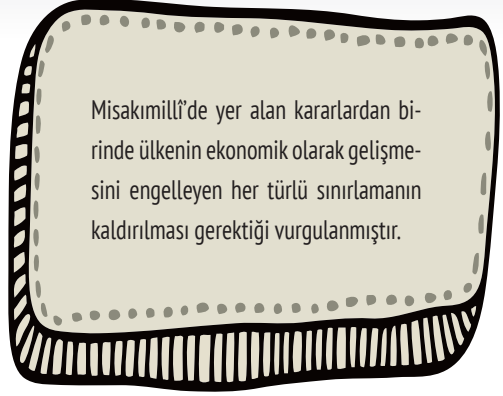 Misakımillî’de yer alan kararlardan bi-
rinde ülkenin ekonomik olarak gelişme-
sini engelleyen her türlü sınırlamanın
kaldırılması gerektiği vurgulanmıştır.